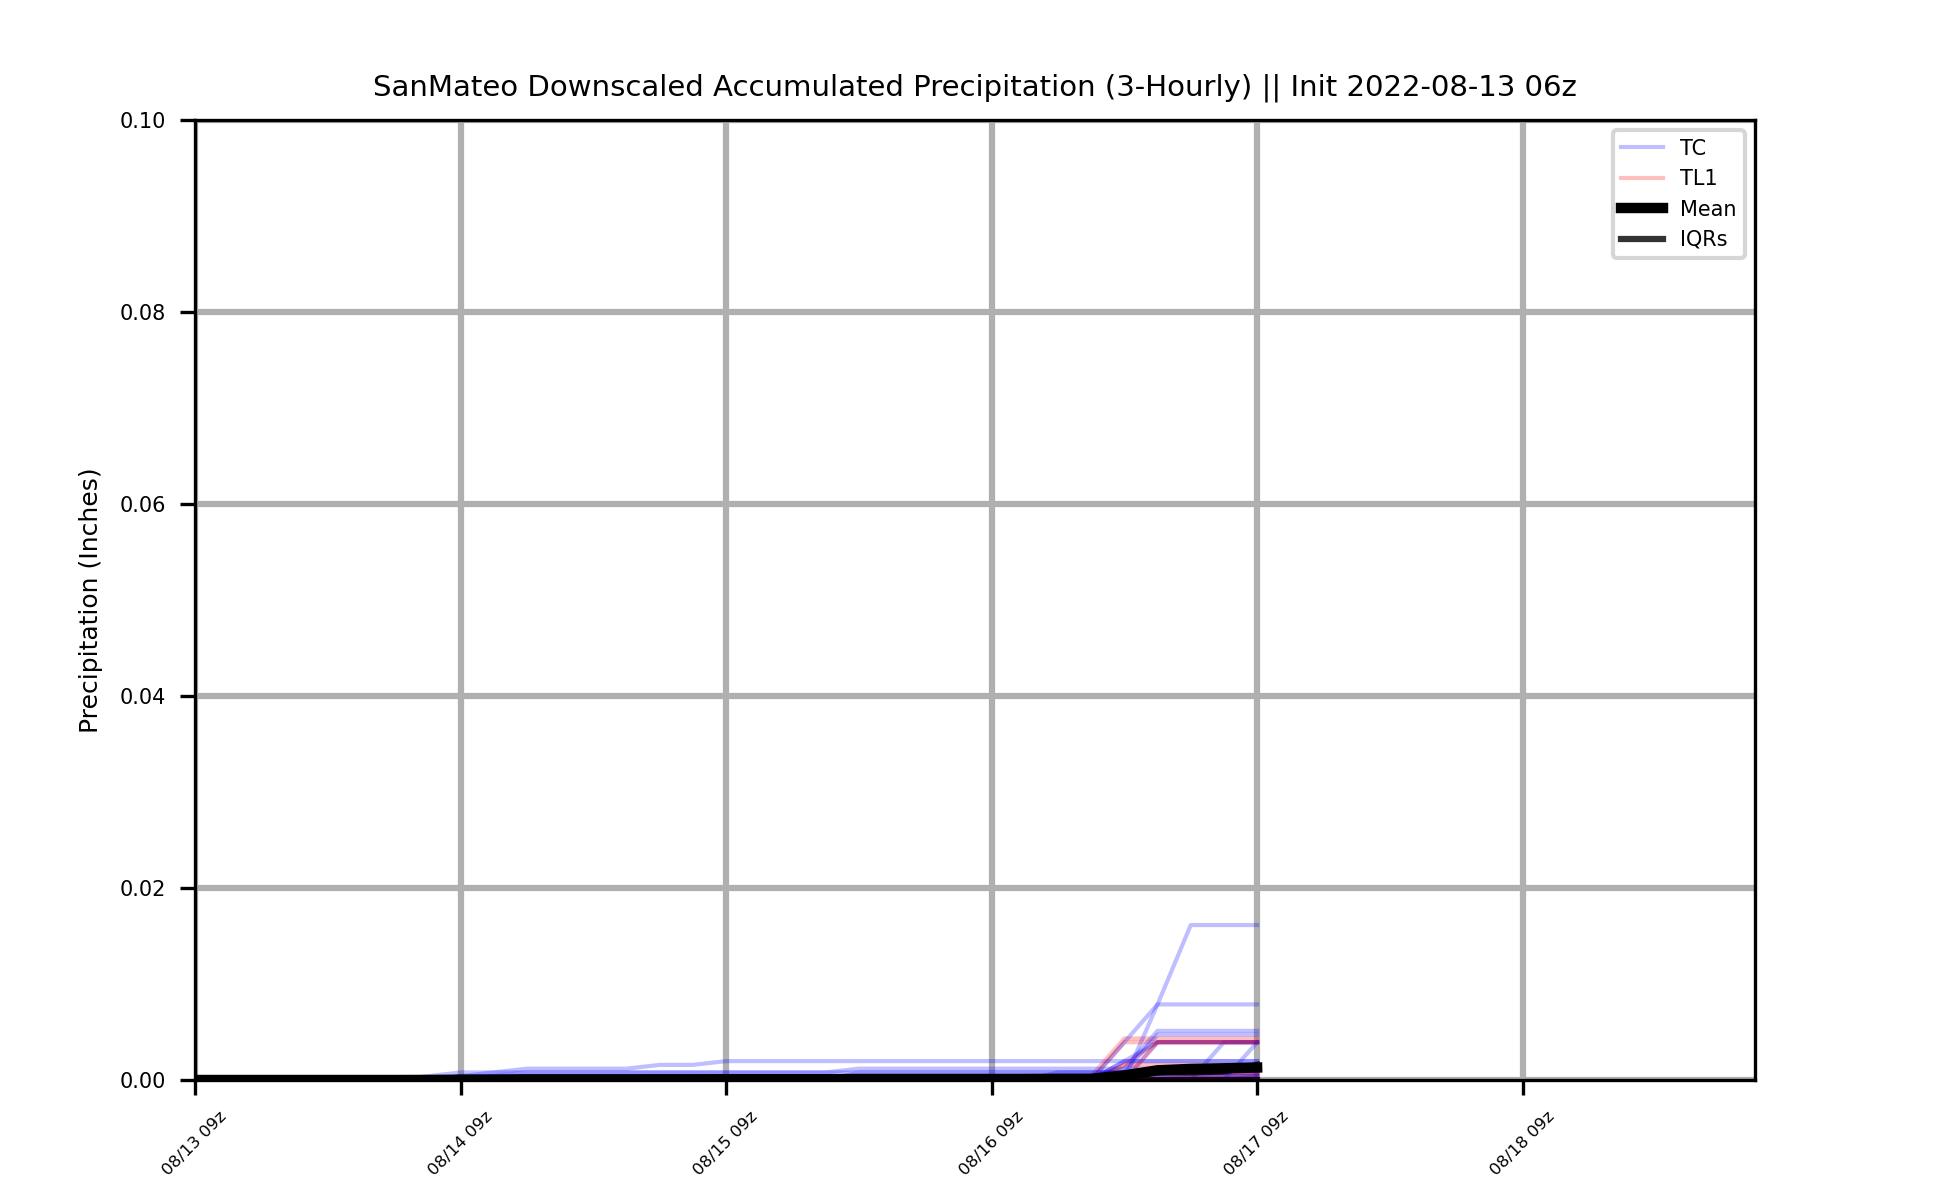 SanMateo Downscaled Accumulated Precipitation (3-Hourly) || Init 2022-08-13 06z
0.10
0.08
0.06
0.04
0.02
0.00
Precipitation (Inches)
TC
TL1
Mean
IQRs
08/13 09z
08/14 09z
08/15 09z
08/16 09z
08/17 09z
08/18 09z